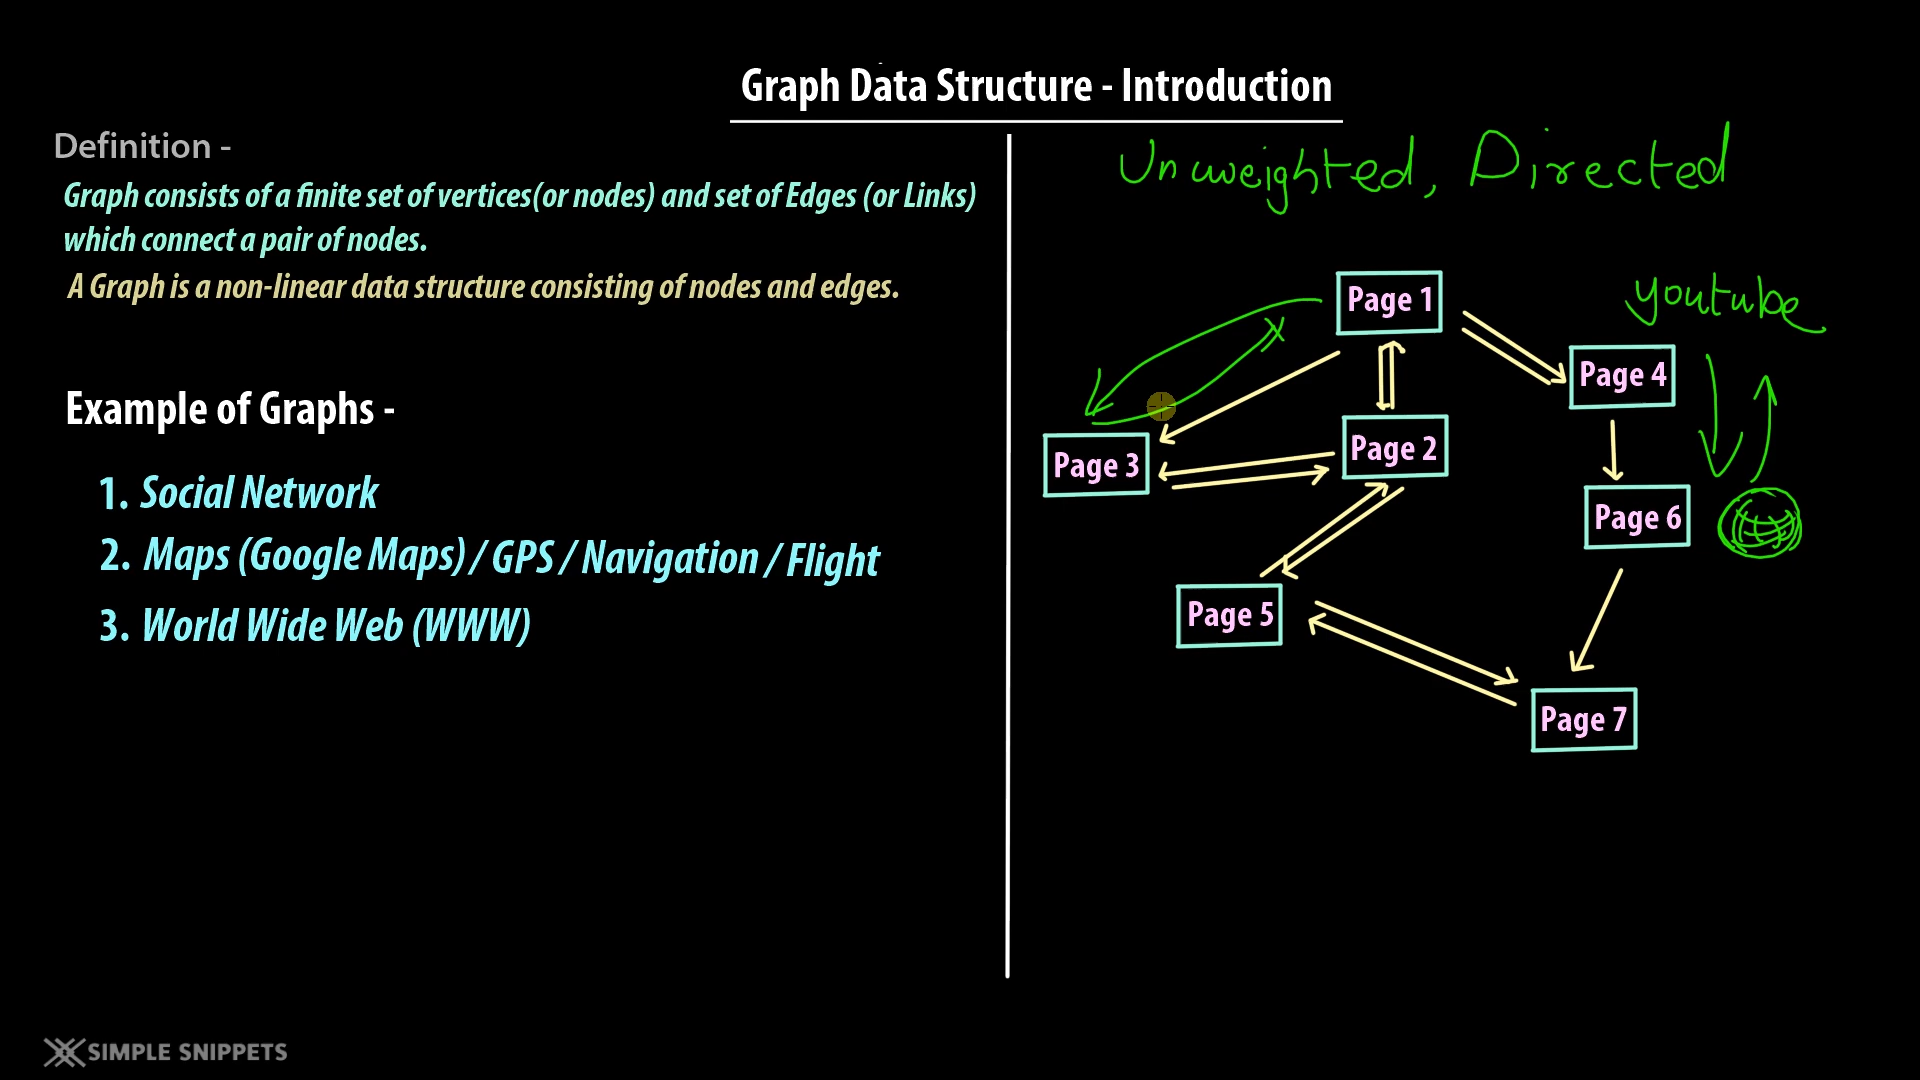 Graph Data Structure - Introduction
Definition -
Graph consists of a finite set of vertices(or nodes) and set of Edges (or Links)
which connect a pair of nodes.
A Graph is a non-linear data structure consisting of nodes and edges.
Example of Graphs -
1. Social Network
2. Maps (Google Maps) / GPS / Navigation / Flight
3. World Wide Web (WWW)
Unweighted, Directed
Page 1
youtube
Page 4
Page 2
Page 3
Page 6
Page 5
Page 7
SIMPLE SNIPPETS